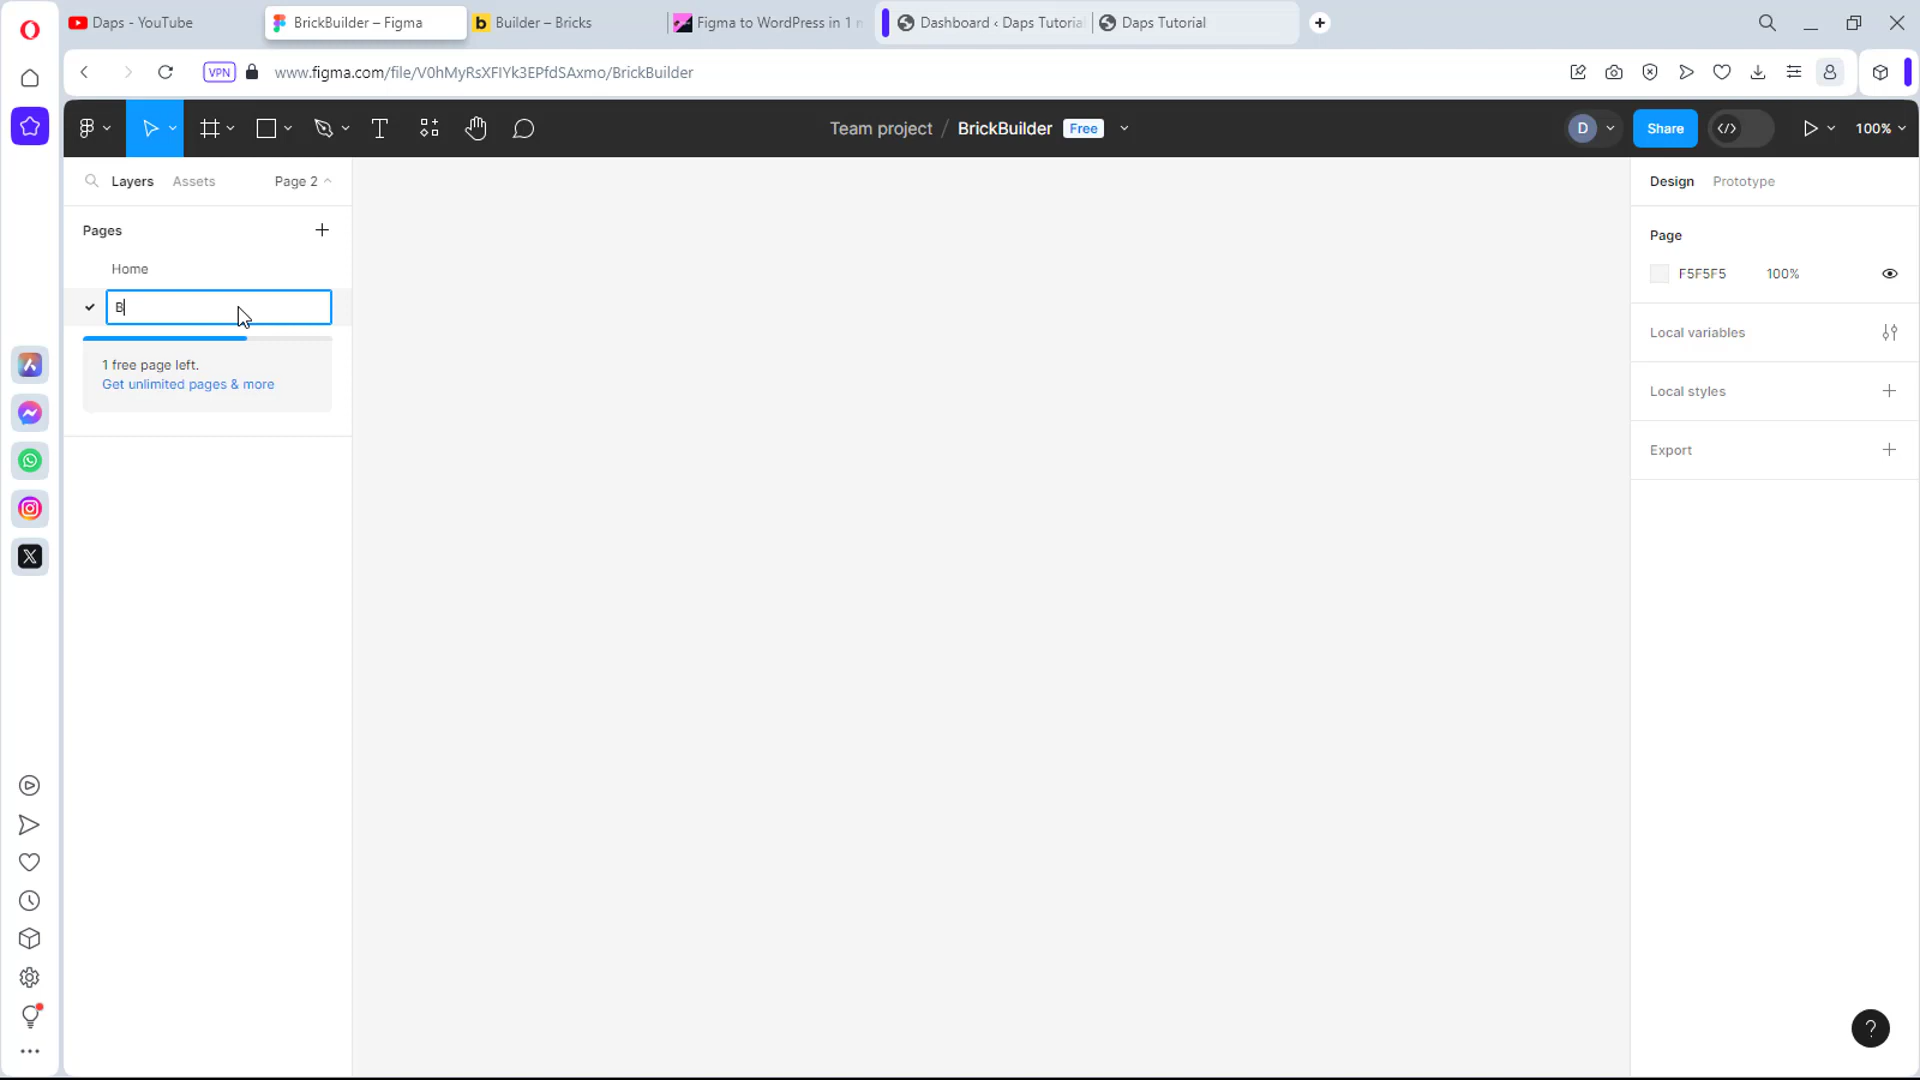 Daps - YouTube
BrickBuilder – Figma
Builder – Bricks
Figma to WordPress in 1 m
Dashboard ‹ Daps Tutorial
Daps Tutorial
VPN
www.figma.com/file/V0hMyRsXFIYk3EPfdSAxmo/BrickBuilder
Team project / BrickBuilder Free
D
Share
100%
Layers
Assets
Page 2
Design
Prototype
Pages
Home
B
1 free page left.
Get unlimited pages & more
Page
F5F5F5 100%
Local variables
Local styles
Export
?